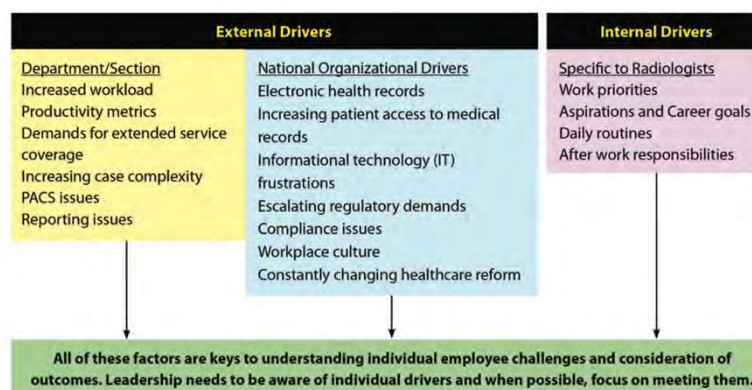 External Drivers
Department/Section
Increased workload
Productivity metrics
Demands for extended service
coverage
Increasing case complexity
PACS issues
Reporting issues
National Organizational Drivers
Electronic health records
Increasing patient access to medical
records
Informational technology (IT)
frustrations
Escalating regulatory demands
Compliance issues
Workplace culture
Constantly changing healthcare reform
Internal Drivers
Specific to Radiologists
Work priorities
Aspirations and Career goals
Daily routines
After work responsibilities
All of these factors are keys to understanding individual employee challenges and consideration of
outcomes. Leadership needs to be aware of individual drivers and when possible, focus on meeting them.